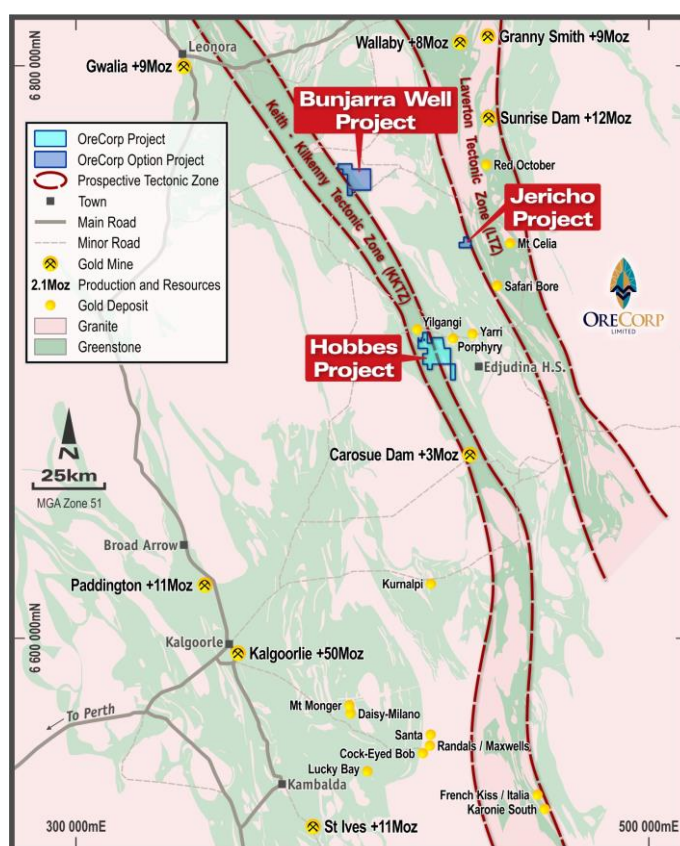 Leonora
Gwalia +9Moz
Wallaby +8Moz
Granny Smith +9Moz
6 800 000mN
Bunjarra Well
Project
Keith - Kilkenny Tectonic Zone (KKTZ)
Laverton Tectonic Zone (LTZ)
Sunrise Dam +12Moz
Red October
Jericho
Project
Mt Celia
Safari Bore
OreCorp Project
OreCorp Option Project
Prospective Tectonic Zone
Town
Main Road
Minor Road
Gold Mine
2.1Moz Production and Resources
Gold Deposit
Granite
Greenstone
ORECORP
LIMITED
Yilgangi
Yarri
Porphyry
Hobbes
Project
Edjudina H.S.
N
25km
MGA Zone 51
Carosue Dam +3Moz
Broad Arrow
Paddington +11Moz
Kurnalpi
Kalgoorle
6 600 000mN
Kalgoorlie +50Moz
To Perth
Mt Monger
Daisy-Milano
Santa
Randals / Maxwells
Cock-Eyed Bob
Lucky Bay
Kambalda
French Kiss / Italia
Karonie South
St Ives +11Moz
300 000mE
500 000mE